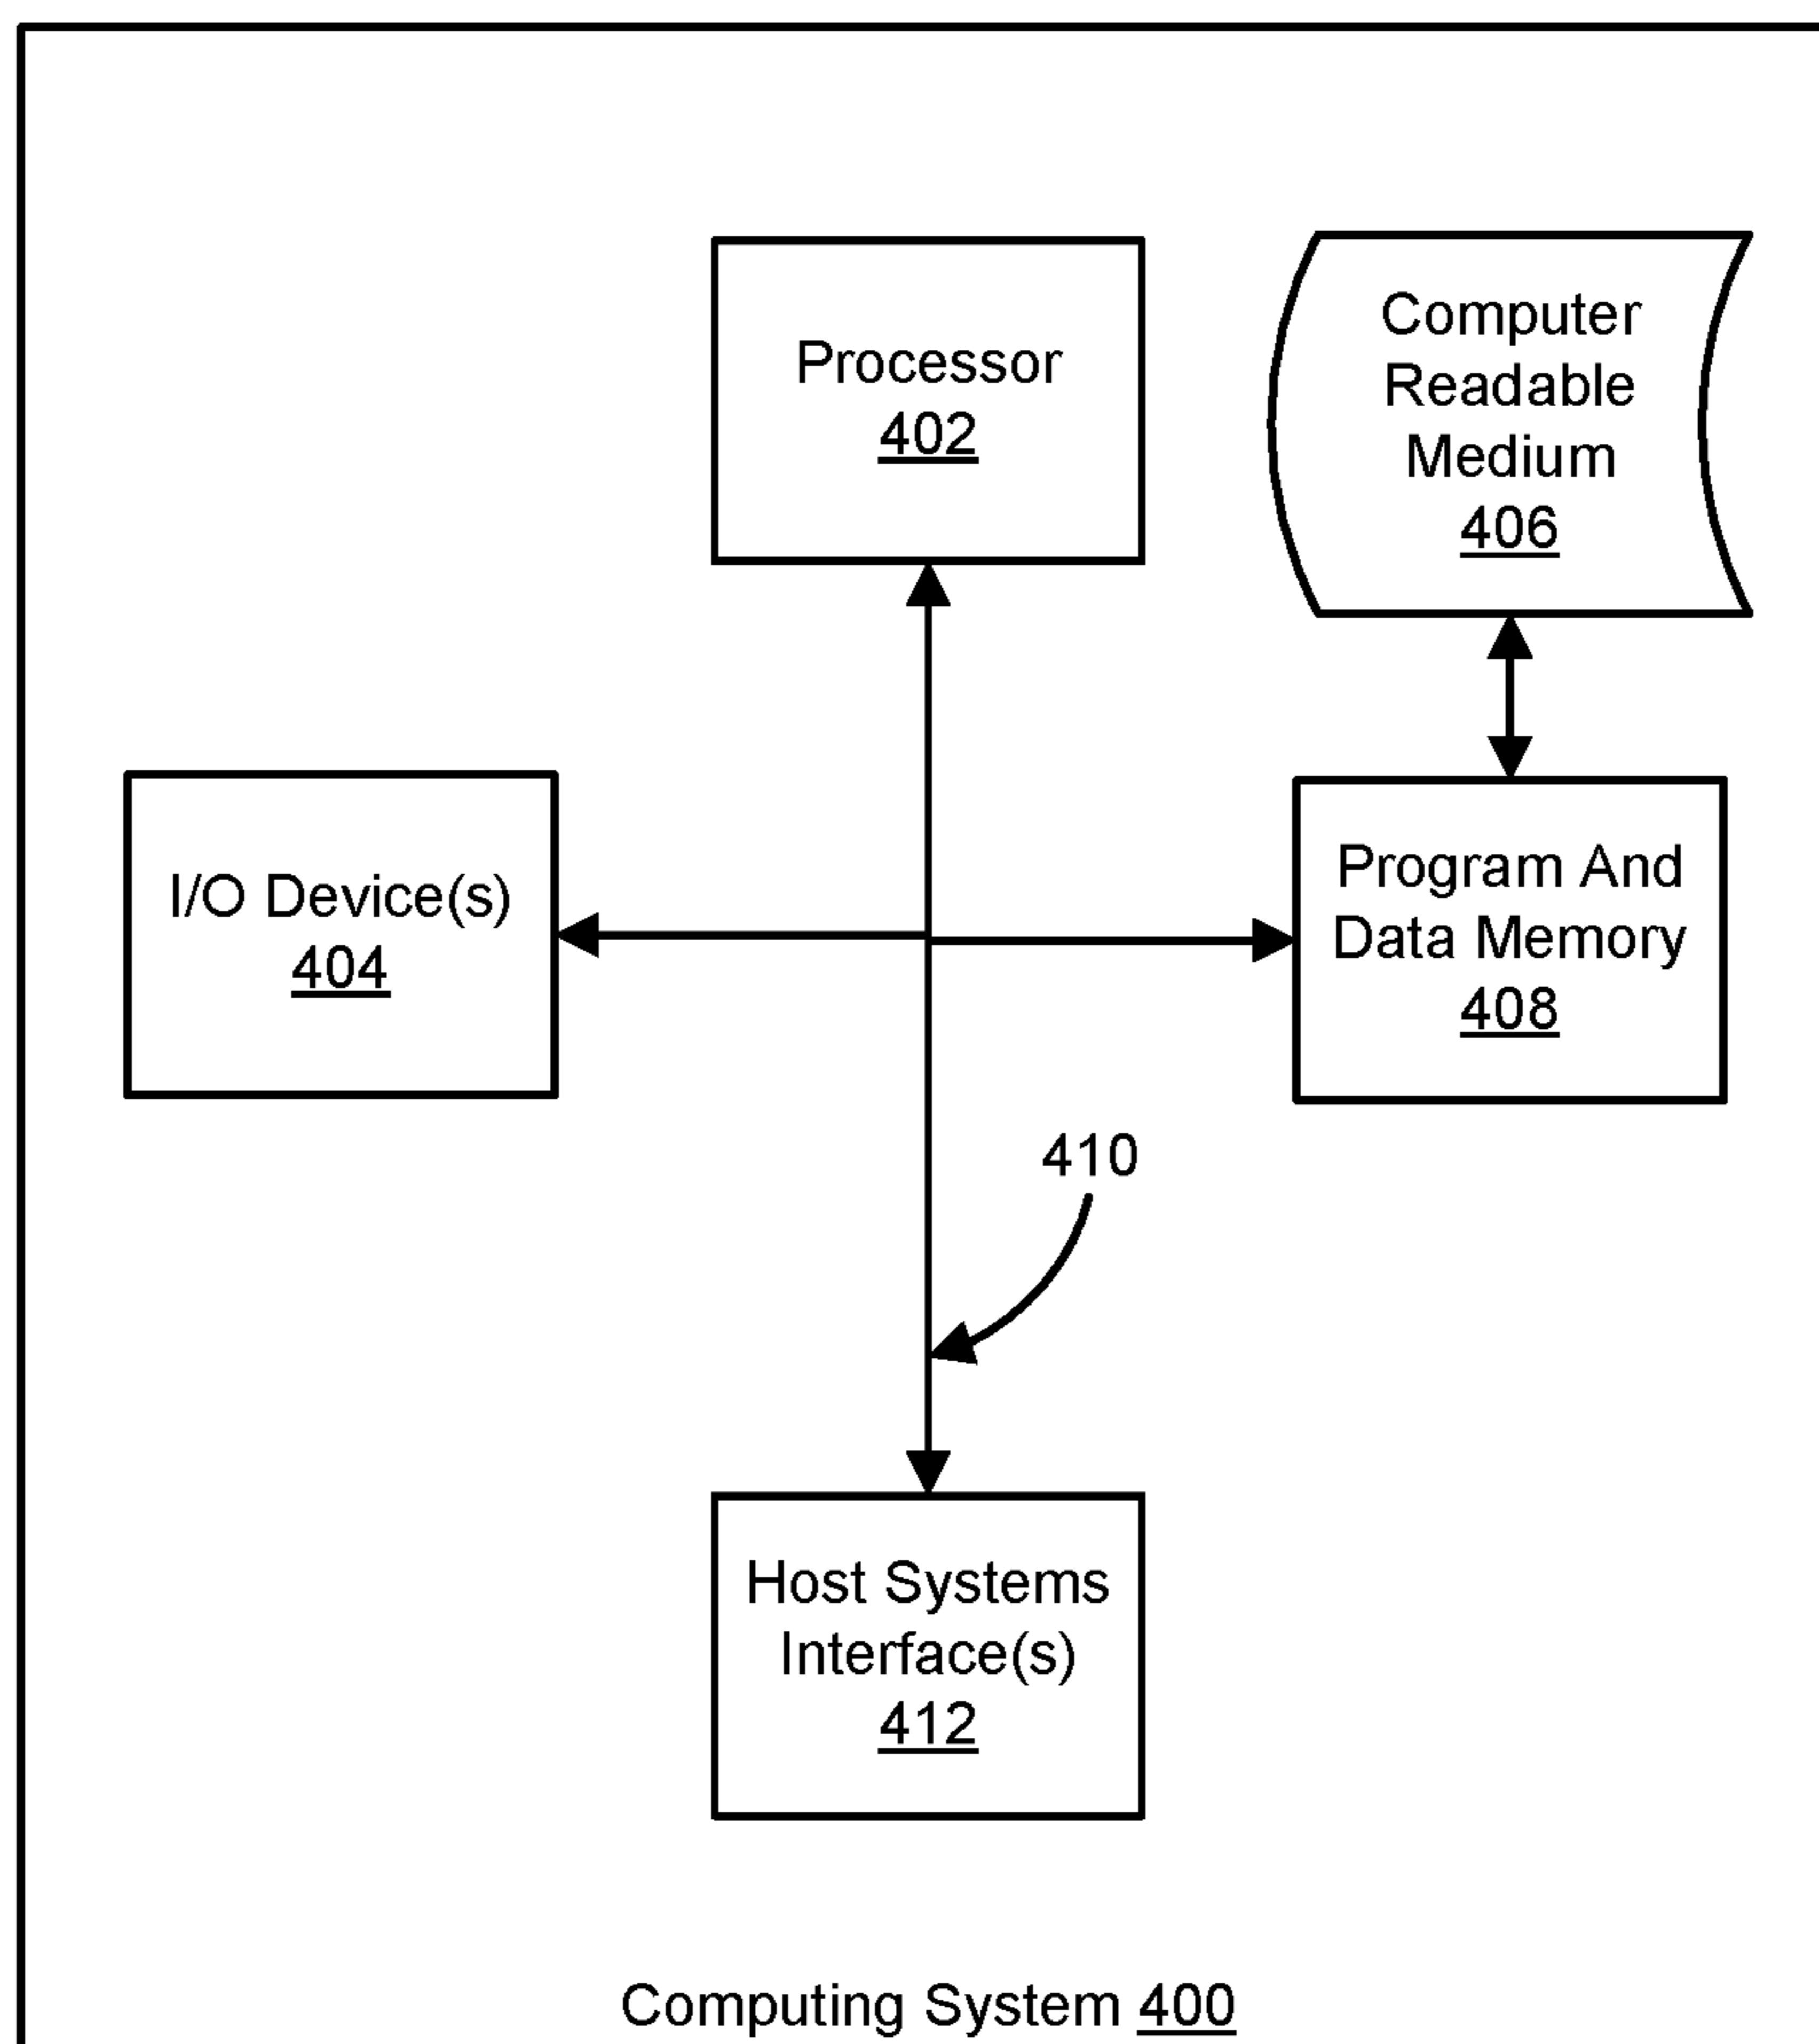 Processor
402
Computer
Readable
Medium
406
I/O Device(s)
404
Program And
Data Memory
408
410
Host Systems
Interface(s)
412
Computing System 400